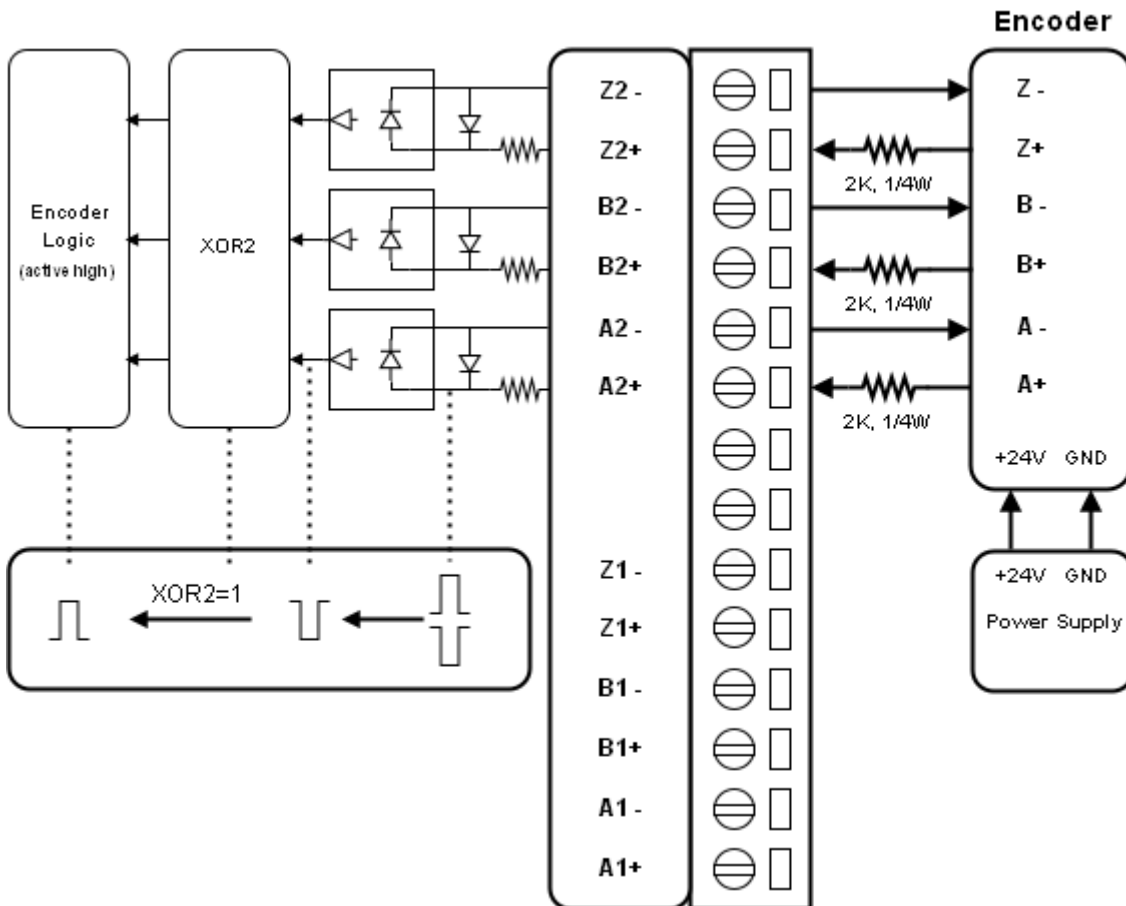 Encoder
Z2 -
Z -
Z2+
Z+
2K, 1/4W
B2 -
B -
Encoder
Logic
(active high)
XOR2
B2+
B+
2K, 1/4W
A2 -
A -
A2+
A+
2K, 1/4W
+24V GND
Z1 -
+24V GND
XOR2=1
Z1+
Power Supply
B1 -
B1+
A1 -
A1+